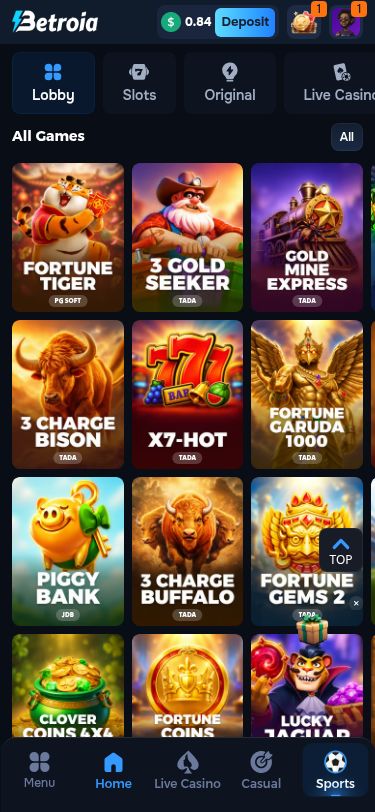 Betroia
$ 0.84 Deposit
1
1
Lobby
Slots
Original
Live Casino
All Games
All
FORTUNE
TIGER
PG SOFT
3 GOLD
SEEKER
TADA
GOLD
MINE
EXPRESS
TADA
3 CHARGE
BISON
TADA
777
BAR
X7-HOT
TADA
FORTUNE
GARUDA
1000
TADA
PIGGY
BANK
JDB
3 CHARGE
BUFFALO
TADA
FORTUNE
GEMS 2
TADA
TOP
×
CLOVER
COINS 4X4
FORTUNE
COINS
LUCKY
JAGUAR
Menu
Home
Live Casino
Casual
Sports